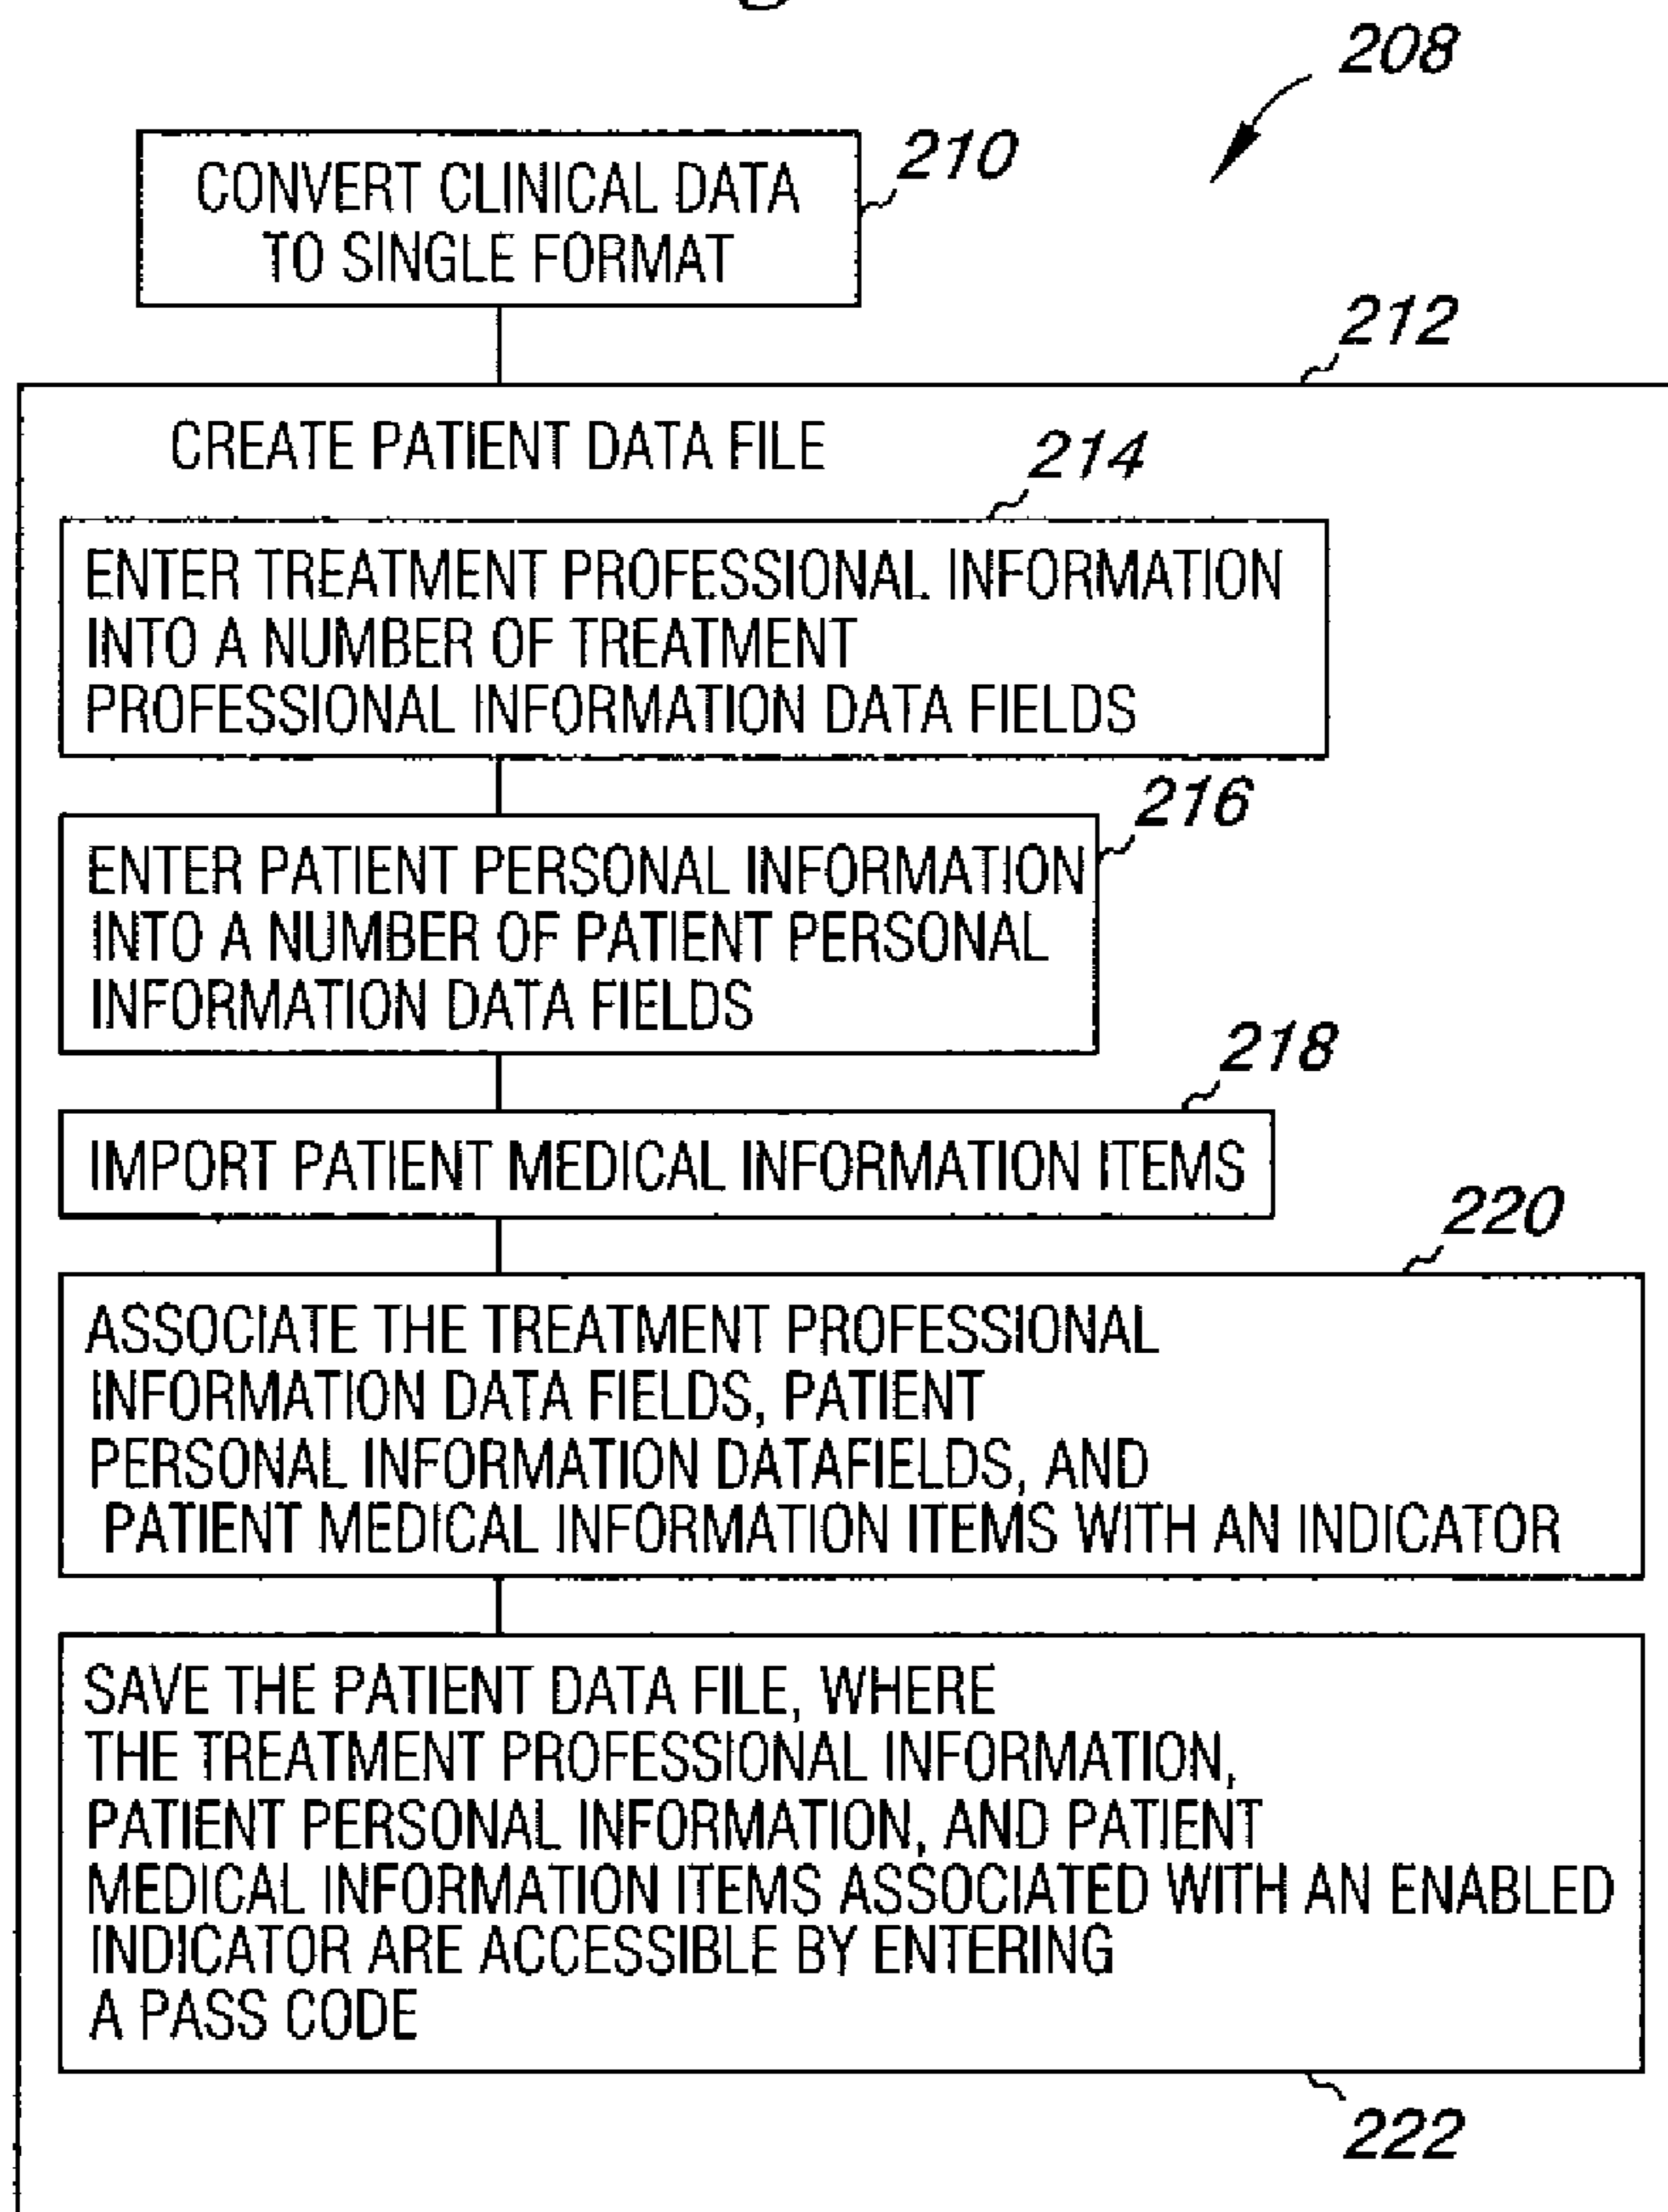 208
210
CONVERT CLINICAL DATA
TO SINGLE FORMAT
212
CREATE PATIENT DATA FILE
214
ENTER TREATMENT PROFESSIONAL INFORMATION
INTO A NUMBER OF TREATMENT
PROFESSIONAL INFORMATION DATA FIELDS
216
ENTER PATIENT PERSONAL INFORMATION
INTO A NUMBER OF PATIENT PERSONAL
INFORMATION DATA FIELDS
218
IMPORT PATIENT MEDICAL INFORMATION ITEMS
220
ASSOCIATE THE TREATMENT PROFESSIONAL
INFORMATION DATA FIELDS, PATIENT
PERSONAL INFORMATION DATAFIELDS, AND
PATIENT MEDICAL INFORMATION ITEMS WITH AN INDICATOR
SAVE THE PATIENT DATA FILE, WHERE
THE TREATMENT PROFESSIONAL INFORMATION,
PATIENT PERSONAL INFORMATION, AND PATIENT
MEDICAL INFORMATION ITEMS ASSOCIATED WITH AN ENABLED
INDICATOR ARE ACCESSIBLE BY ENTERING
A PASS CODE
222